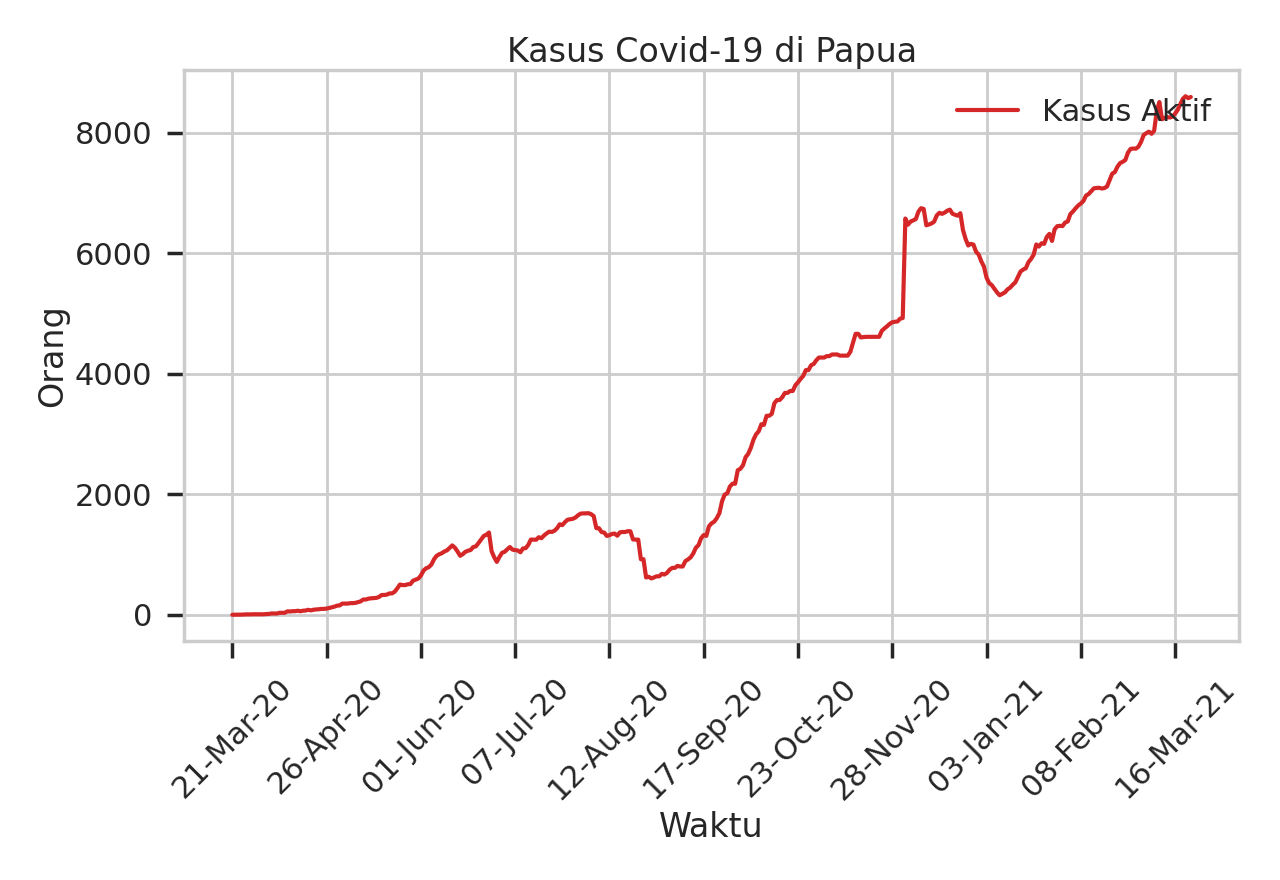 Kasus Covid-19 di Papua
Kasus Aktif
Orang
8000
6000
4000
2000
0
21-Mar-20
26-Apr-20
01-Jun-20
07-Jul-20
12-Aug-20
17-Sep-20
23-Oct-20
28-Nov-20
03-Jan-21
08-Feb-21
16-Mar-21
Waktu